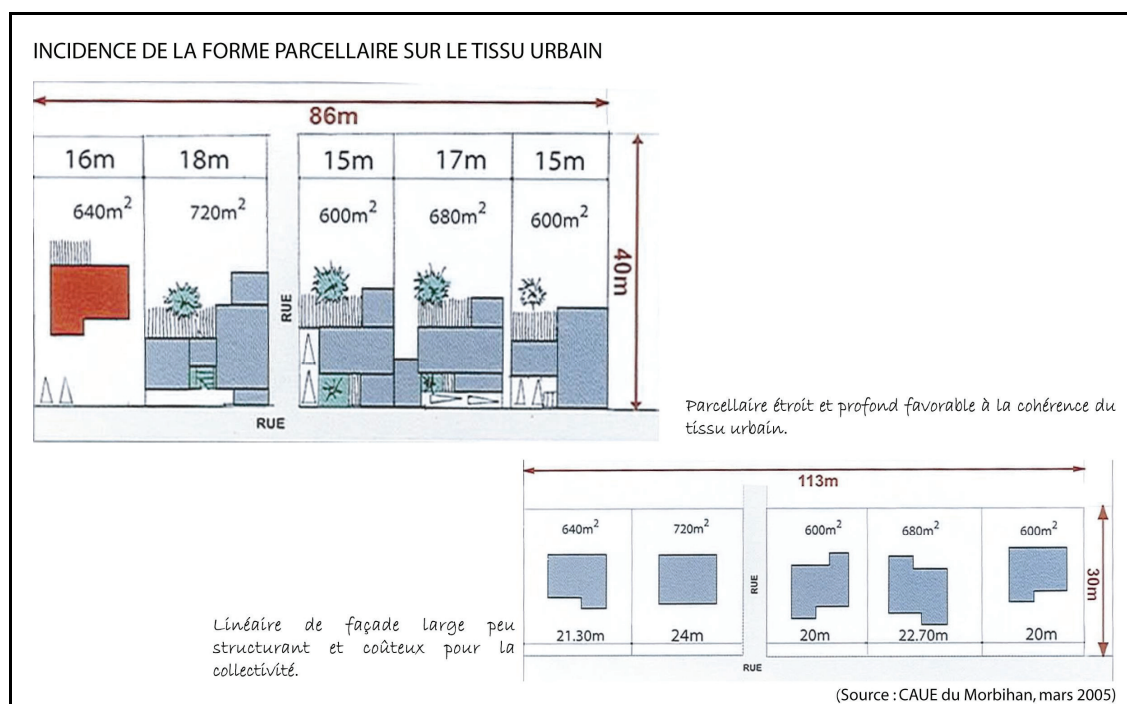 INCIDENCE DE LA FORME PARCELLAIRE SUR LE TISSU URBAIN
86m
16m 18m 15m 17m 15m
640m² 720m² 600m² 680m² 600m²
40m
RUE
RUE
Parcellaire étroit et profond favorable à la cohérence du
tissu urbain.
113m
640m² 720m² 600m² 680m² 600m²
30m
RUE
21.30m 24m 20m 22.70m 20m
RUE
Linéaire de façade large peu
structurant et coûteux pour la
collectivité.
(Source : CAUE du Morbihan, mars 2005)